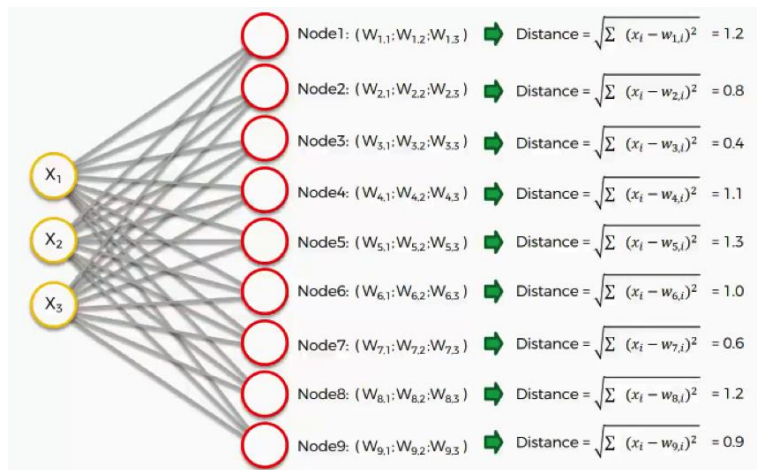 Node1: (W1,1;W1,2;W1,3) Distance = √Σ (xi − w1,i)² = 1.2
Node2: (W2,1;W2,2;W2,3) Distance = √Σ (xi − w2,i)² = 0.8
Node3: (W3,1;W3,2;W3,3) Distance = √Σ (xi − w3,i)² = 0.4
X1
Node4: (W4,1;W4,2;W4,3) Distance = √Σ (xi − w4,i)² = 1.1
X2
Node5: (W5,1;W5,2;W5,3) Distance = √Σ (xi − w5,i)² = 1.3
X3
Node6: (W6,1;W6,2;W6,3) Distance = √Σ (xi − w6,i)² = 1.0
Node7: (W7,1;W7,2;W7,3) Distance = √Σ (xi − w7,i)² = 0.6
Node8: (W8,1;W8,2;W8,3) Distance = √Σ (xi − w8,i)² = 1.2
Node9: (W9,1;W9,2;W9,3) Distance = √Σ (xi − w9,i)² = 0.9